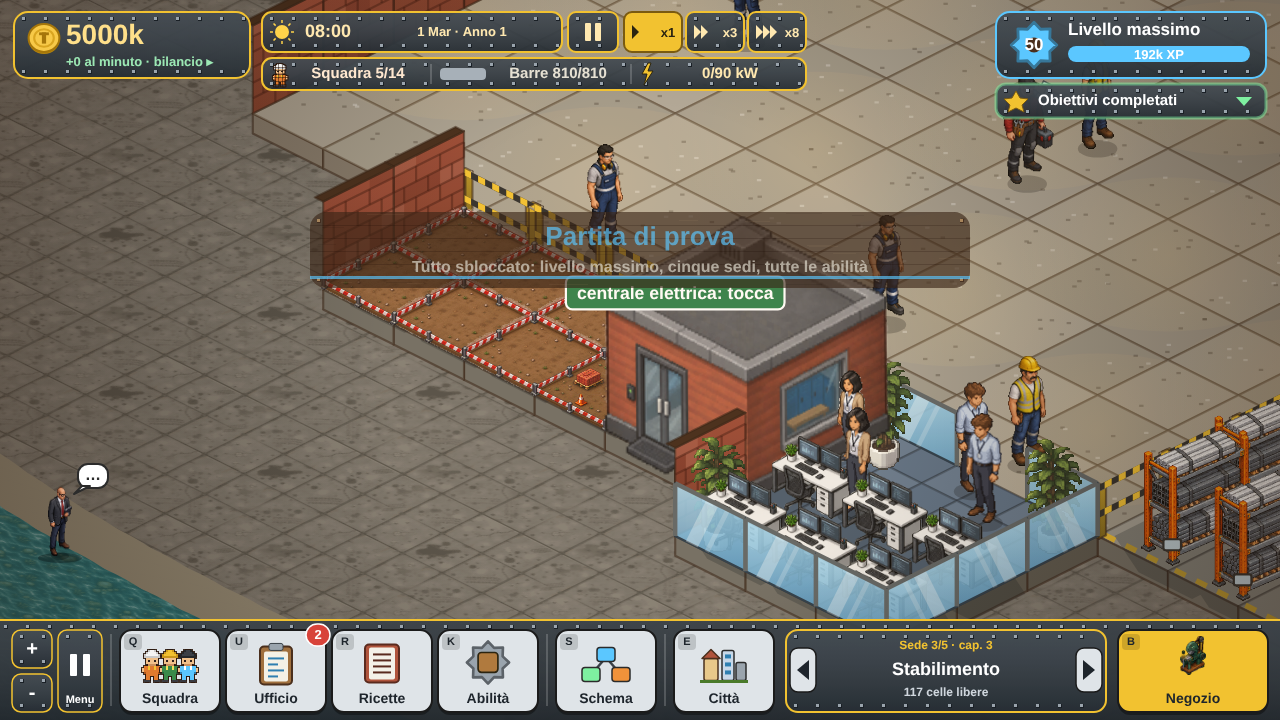 5000k
+0 al minuto · bilancio ▸
08:00
1 Mar · Anno 1
x1
x3
x8
Squadra 5/14
Barre 810/810
0/90 kW
50
Livello massimo
192k XP
Obiettivi completati
Partita di prova
Tutto sbloccato: livello massimo, cinque sedi, tutte le abilità
centrale elettrica: tocca
...
+
-
Menu
Q
Squadra
U
2
Ufficio
R
Ricette
K
Abilità
S
Schema
E
Città
Sede 3/5 · cap. 3
Stabilimento
117 celle libere
B
Negozio